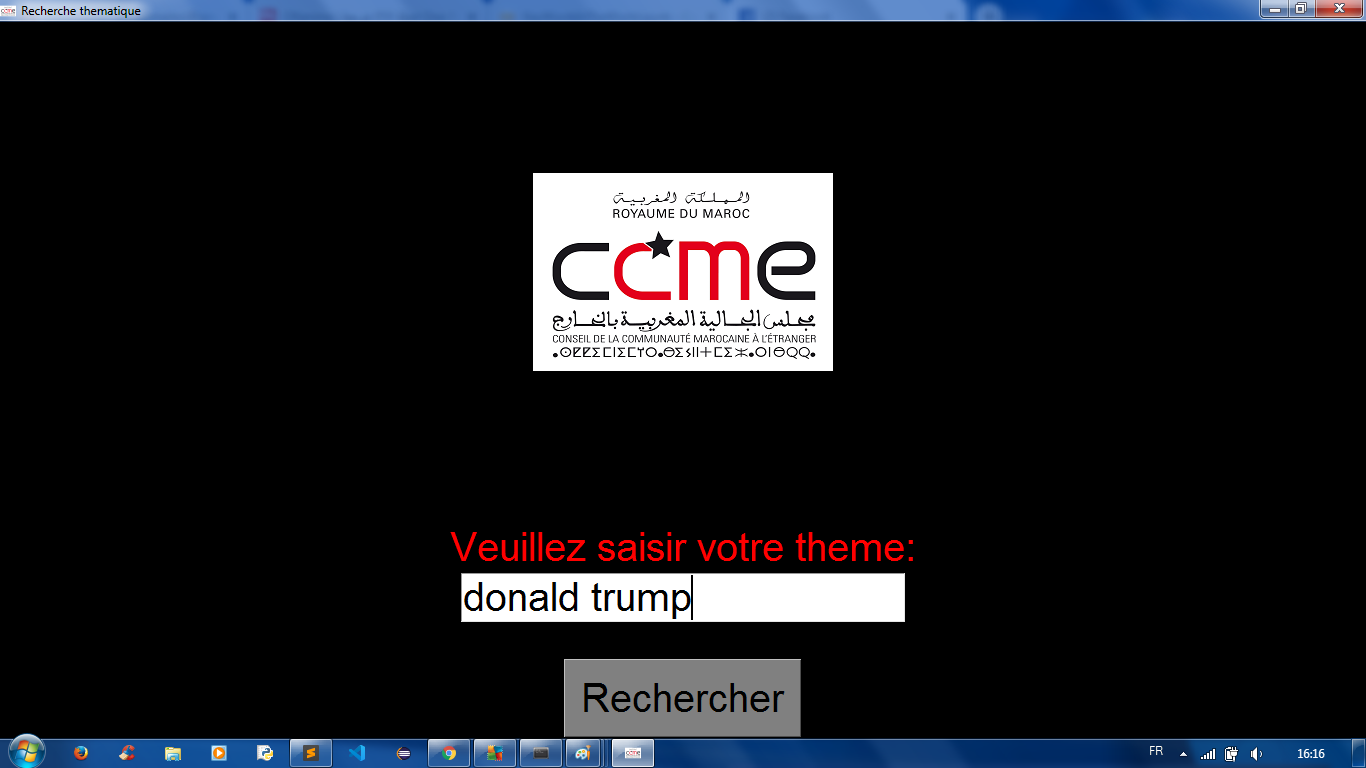 Recherche thematique
المملكة المغربية
ROYAUME DU MAROC
ccme
مجلس الجالية المغربية بالخارج
CONSEIL DE LA COMMUNAUTÉ MAROCAINE À L'ÉTRANGER
Veuillez saisir votre theme:
donald trump
Rechercher
FR
16:16